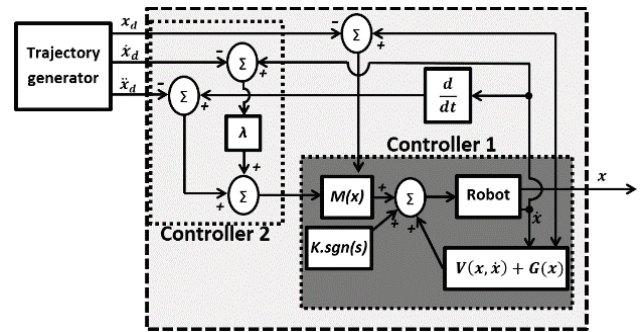 Trajectory
generator
x_d
ẋ_d
ẍ_d
−
Σ
+
−
Σ
+
−
Σ
+
d/dt
λ
+
+
Σ
Controller 2
Controller 1
M(x)
+
Σ
Robot
x
ẋ
K.sgn(s)
+
+
V(x, ẋ) + G(x)